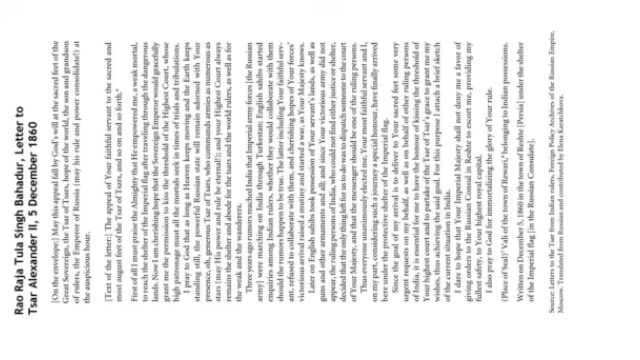 Rao Raja Tula Singh Bahadur, Letter to
Tsar Alexander II, 5 December 1860
[On the envelope] May this appeal fall by God's will at the sacred feet of the
Great Sovereign, the Tsar of Tsars, hope of the world, the son and grandson
of rulers, the Emperor of Russia (may his rule and power consolidate!) at
the auspicious hour.
[Text of the letter:] The appeal of Your faithful servant to the sacred and
most august feet of the Tsar of Tsars, and so on and so forth."
First of all I must praise the Almighty that He empowered me, a weak mortal,
to reach the shelter of the Imperial flag after traveling through the dangerous
lands. Now I am cherishing hope that the Sovereign Emperor would gracefully
grant me the permission to kiss the threshold of the Highest Court, whose
high patronage must all the mortals seek in times of trials and tribulations.
I pray to God that as long as Heaven keeps moving and the Earth keeps
standing still, the powerful Russian state will remain adorned with Your
presence, oh, generous Tsar of Tsars, who commands armies as numerous as
stars (may His power and rule be eternal!); and your Highest Court always
remains the shelter and abode for the tsars and the world rulers, as well as for
the weak and the wanderers.
Three years ago rumors reached India that Imperial army forces (the Russian
army) were marching on India through Turkestan; English sahibs started
enquiries among Indian rulers, whether they would collaborate with them
should the rumors happen to be true. The latter, including Your faithful serv-
ant, refused to collaborate with them, and cherishing hopes of Your forces'
victorious arrival raised a mutiny and started a war, as Your Majesty knows.
Later on English sahibs took possession of Your servant's lands, as well as
guns and other armaments and all supplies; since your victorious army did not
appear, the ruling persons of India, who could not find either justice or shelter,
decided that the only thing left for us to do was to dispatch someone to the court
of Your Majesty, and that the messenger should be one of the ruling persons.
Thus everyone unanimously elected me, Your most faithful servant and I,
on my part, considering such a journey a special honour, have finally arrived
here under the protective shelter of the Imperial flag.
Since the goal of my arrival is to deliver to Your sacred feet some very
urgent requests on my behalf, as well as on behalf of other ruling persons
of India, it is essential for me to have the honour of kissing the threshold of
Your highest court and to partake of the Tsar of Tsar's grace to grant me my
wishes, thus achieving the said goal. For this purpose I attach a brief sketch
of the current situation in India.
I dare to hope that Your Imperial Majesty shall not deny me a favor of
giving orders to the Russian Consul in Reshte to escort me, providing my
fullest safety, to Your highest royal capital.
I also pray to God for immortalizing the glory of Your rule.
[Place of Seal]' Vali of the town of Rewari,' belonging to Indian possessions.
Written on December 5, 1860 in the town of Reshte [Persia] under the shelter
of the Imperial flag [in the Russian Consulate].
Source: Letters to the Tsar from Indian rulers, Foreign Policy Archives of the Russian Empire,
Moscow. Translated from Russian and contributed by Elena Karatchkova.